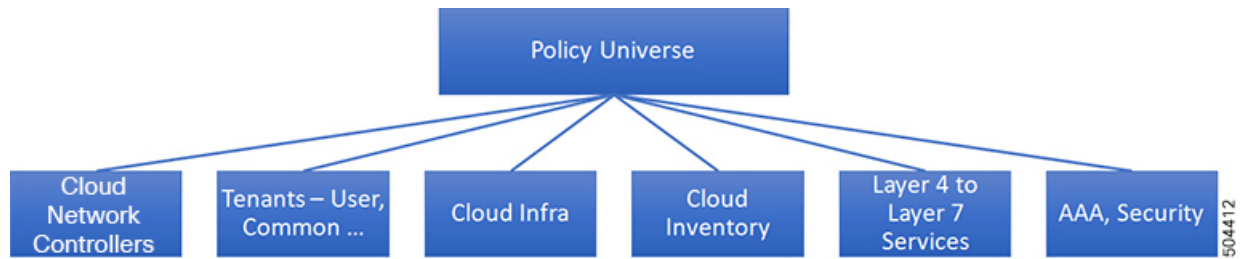 Policy Universe
Cloud
Network
Controllers
Tenants – User,
Common ...
Cloud Infra
Cloud
Inventory
Layer 4 to
Layer 7
Services
AAA, Security
504412